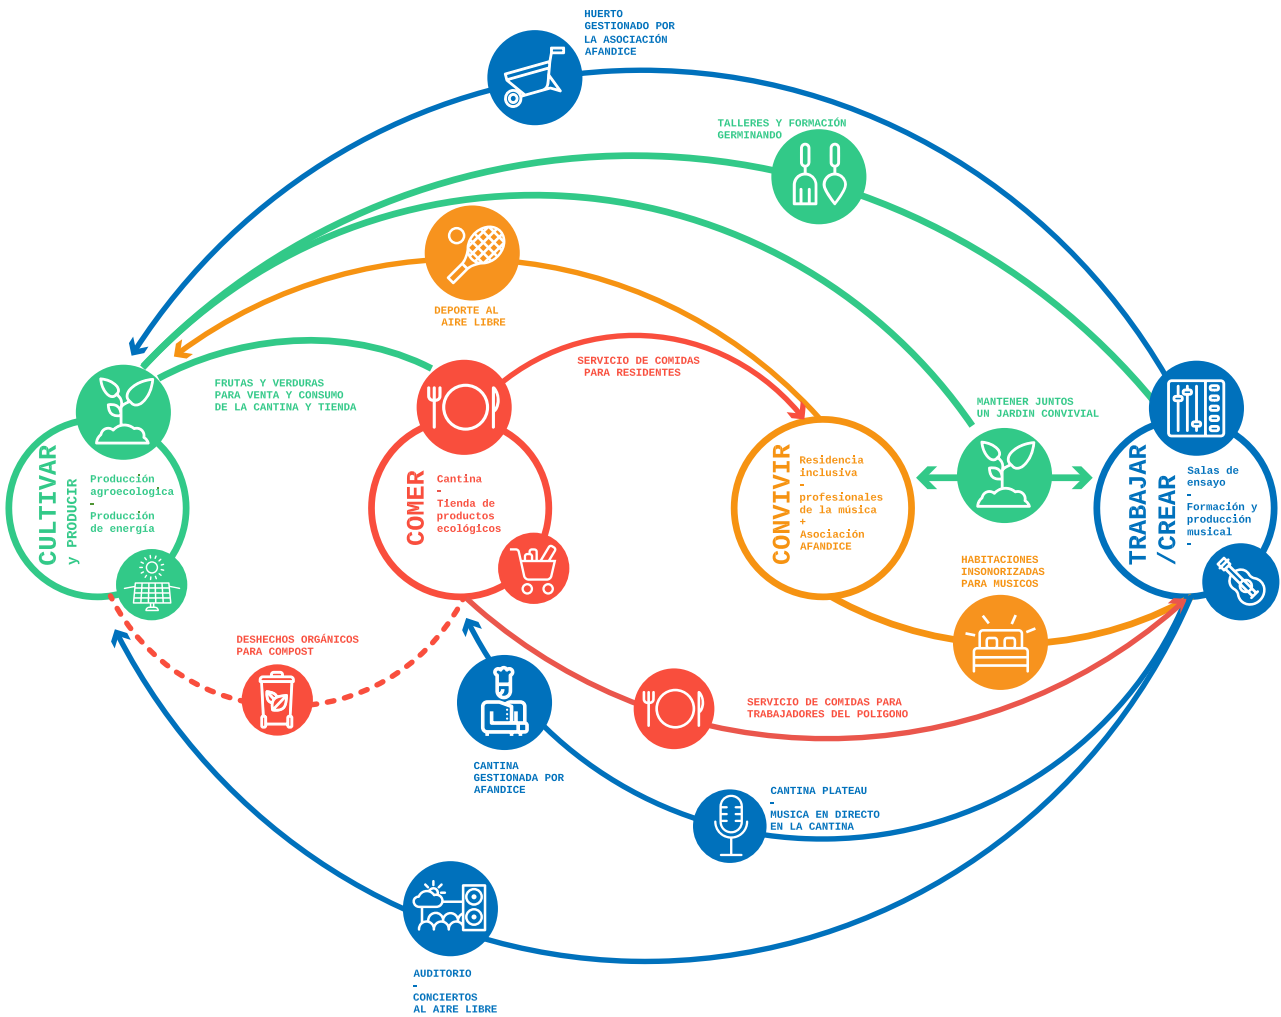 HUERTO
GESTIONADO POR
LA ASOCIACIÓN
AFANDICE
TALLERES Y FORMACIÓN
GERMINANDO
DEPORTE AL
AIRE LIBRE
SERVICIO DE COMIDAS
PARA RESIDENTES
FRUTAS Y VERDURAS
PARA VENTA Y CONSUMO
DE LA CANTINA Y TIENDA
MANTENER JUNTOS
UN JARDIN CONVIVIAL
CULTIVAR
y PRODUCIR
Producción
agroecologica
-
Producción
de energía
COMER
Cantina
-
Tienda de
productos
ecológicos
CONVIVIR
Residencia
inclusiva
-
profesionales
de la música
+
Asociación
AFANDICE
TRABAJAR
/CREAR
Salas de
ensayo
-
Formación y
producción
musical
-
HABITACIONES
INSONORIZADAS
PARA MUSICOS
DESHECHOS ORGÁNICOS
PARA COMPOST
SERVICIO DE COMIDAS PARA
TRABAJADORES DEL POLIGONO
CANTINA
GESTIONADA POR
AFANDICE
CANTINA PLATEAU
-
MUSICA EN DIRECTO
EN LA CANTINA
AUDITORIO
-
CONCIERTOS
AL AIRE LIBRE